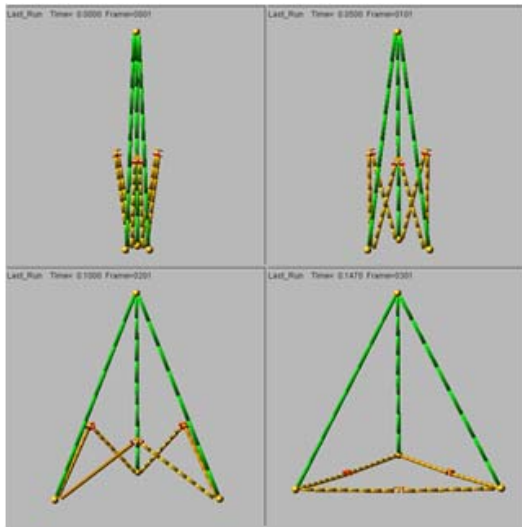 Last_Run Time= 0.0000 Frame=0001
Last_Run Time= 0.0500 Frame=0101
Last_Run Time= 0.1000 Frame=0201
Last_Run Time= 0.1470 Frame=0301